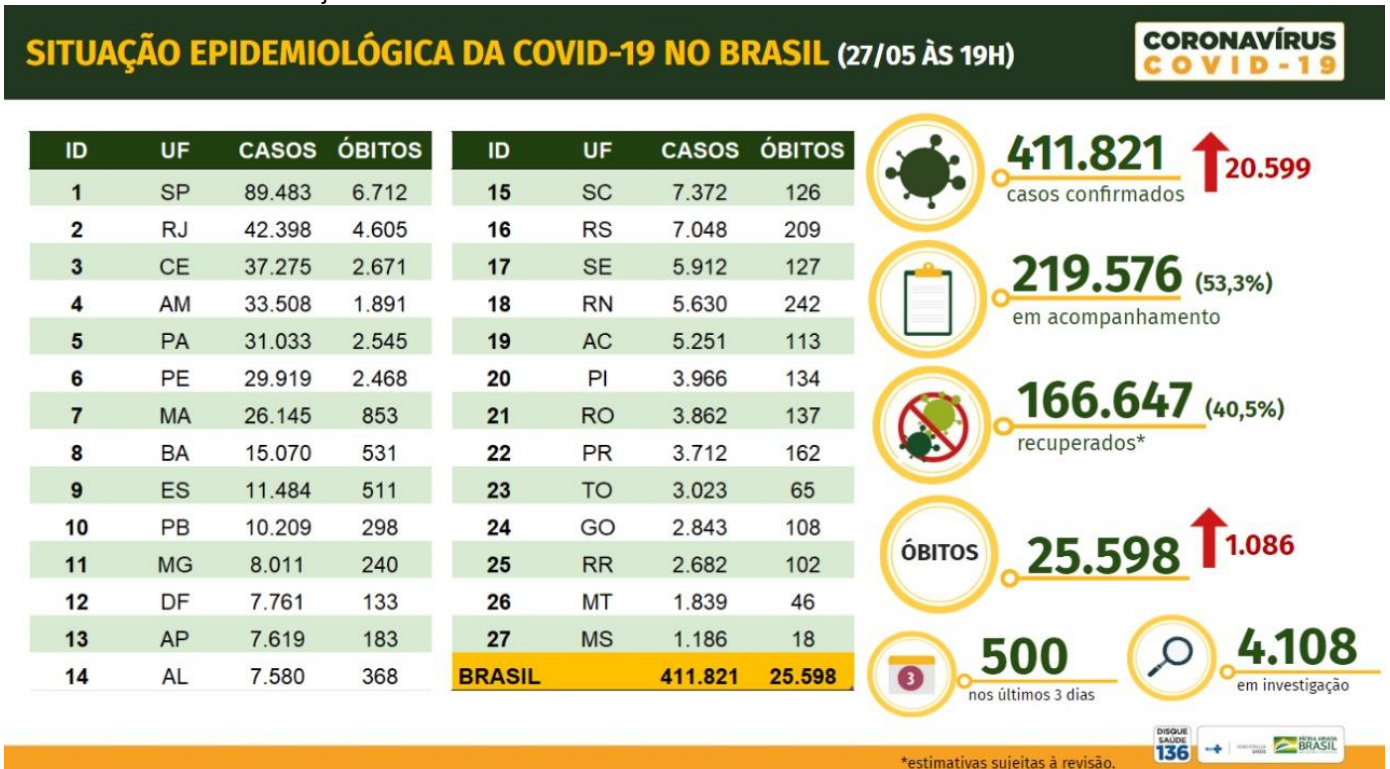 SITUAÇÃO EPIDEMIOLÓGICA DA COVID-19 NO BRASIL (27/05 ÀS 19H)
CORONAVÍRUS
COVID-19
ID UF CASOS ÓBITOS
1 SP 89.483 6.712
2 RJ 42.398 4.605
3 CE 37.275 2.671
4 AM 33.508 1.891
5 PA 31.033 2.545
6 PE 29.919 2.468
7 MA 26.145 853
8 BA 15.070 531
9 ES 11.484 511
10 PB 10.209 298
11 MG 8.011 240
12 DF 7.761 133
13 AP 7.619 183
14 AL 7.580 368
ID UF CASOS ÓBITOS
15 SC 7.372 126
16 RS 7.048 209
17 SE 5.912 127
18 RN 5.630 242
19 AC 5.251 113
20 PI 3.966 134
21 RO 3.862 137
22 PR 3.712 162
23 TO 3.023 65
24 GO 2.843 108
25 RR 2.682 102
26 MT 1.839 46
27 MS 1.186 18
BRASIL 411.821 25.598
411.821 20.599
casos confirmados
219.576 (53,3%)
em acompanhamento
166.647 (40,5%)
recuperados*
ÓBITOS 25.598 1.086
3 500
nos últimos 3 dias
4.108
em investigação
*estimativas sujeitas à revisão.
DISQUE
SAÚDE
136
PÁTRIA AMADA
BRASIL